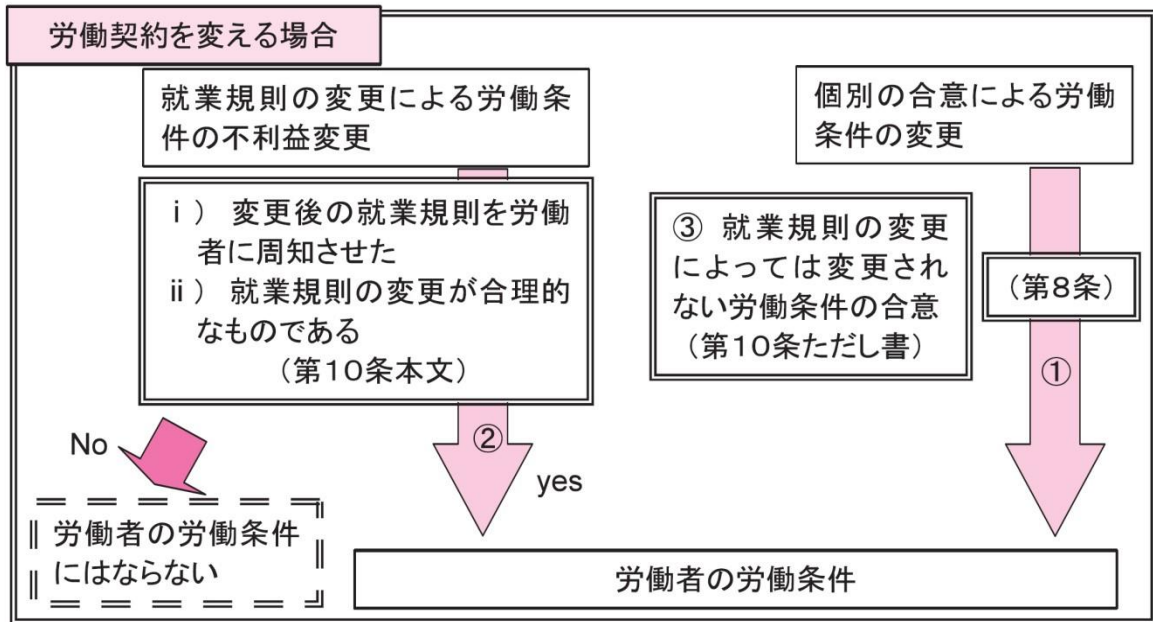 労働契約を変える場合
就業規則の変更による労働条
件の不利益変更
ⅰ） 変更後の就業規則を労働
者に周知させた
ⅱ） 就業規則の変更が合理的
なものである
（第１０条本文）
No
②
yes
労働者の労働条件
にはならない
個別の合意による労働
条件の変更
③ 就業規則の変更
によっては変更され
ない労働条件の合意
（第１０条ただし書）
（第８条）
①
労働者の労働条件